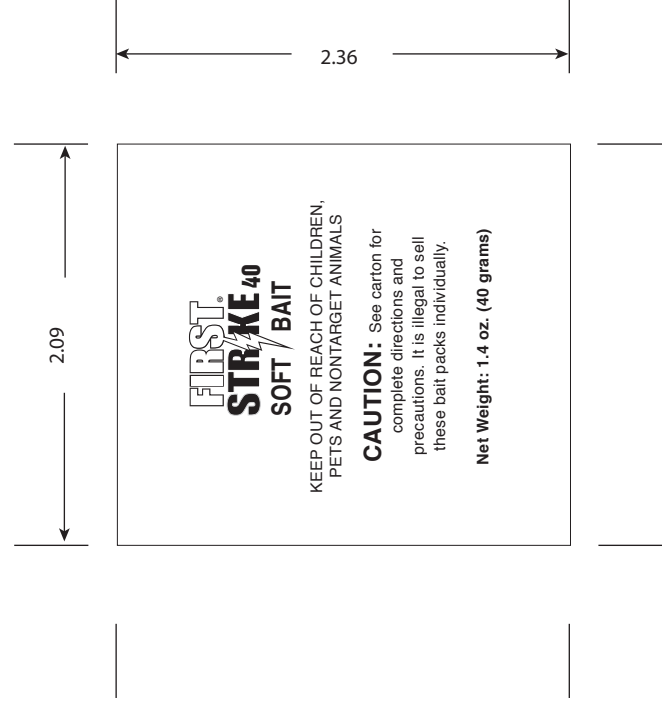 2.36
2.09
FIRST®
STRIKE 40
SOFT BAIT
KEEP OUT OF REACH OF CHILDREN,
PETS AND NONTARGET ANIMALS
CAUTION: See carton for
complete directions and
precautions. It is illegal to sell
these bait packs individually.
Net Weight: 1.4 oz. (40 grams)